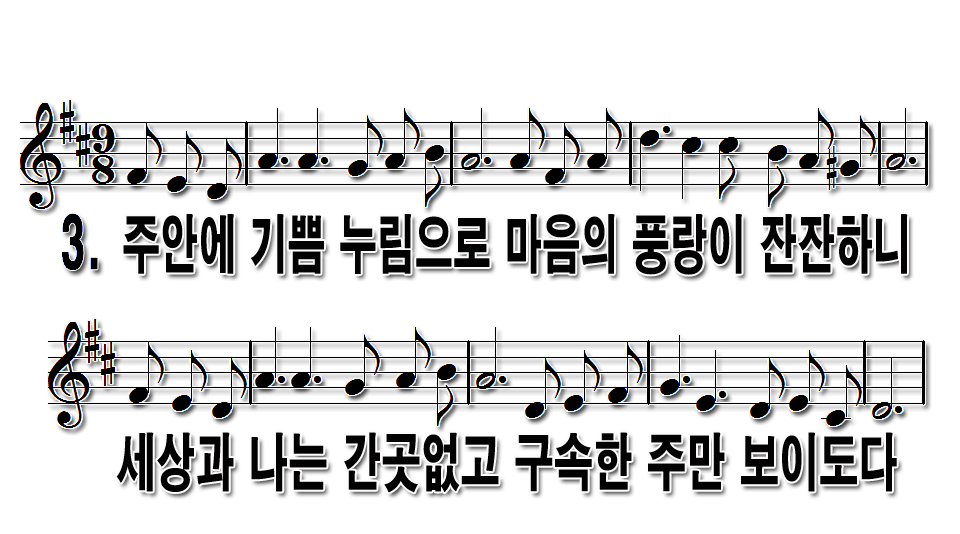 3. 주안에 기쁨 누림으로 마음의 풍랑이 잔잔하니
세상과 나는 간곳없고 구속한 주만 보이도다